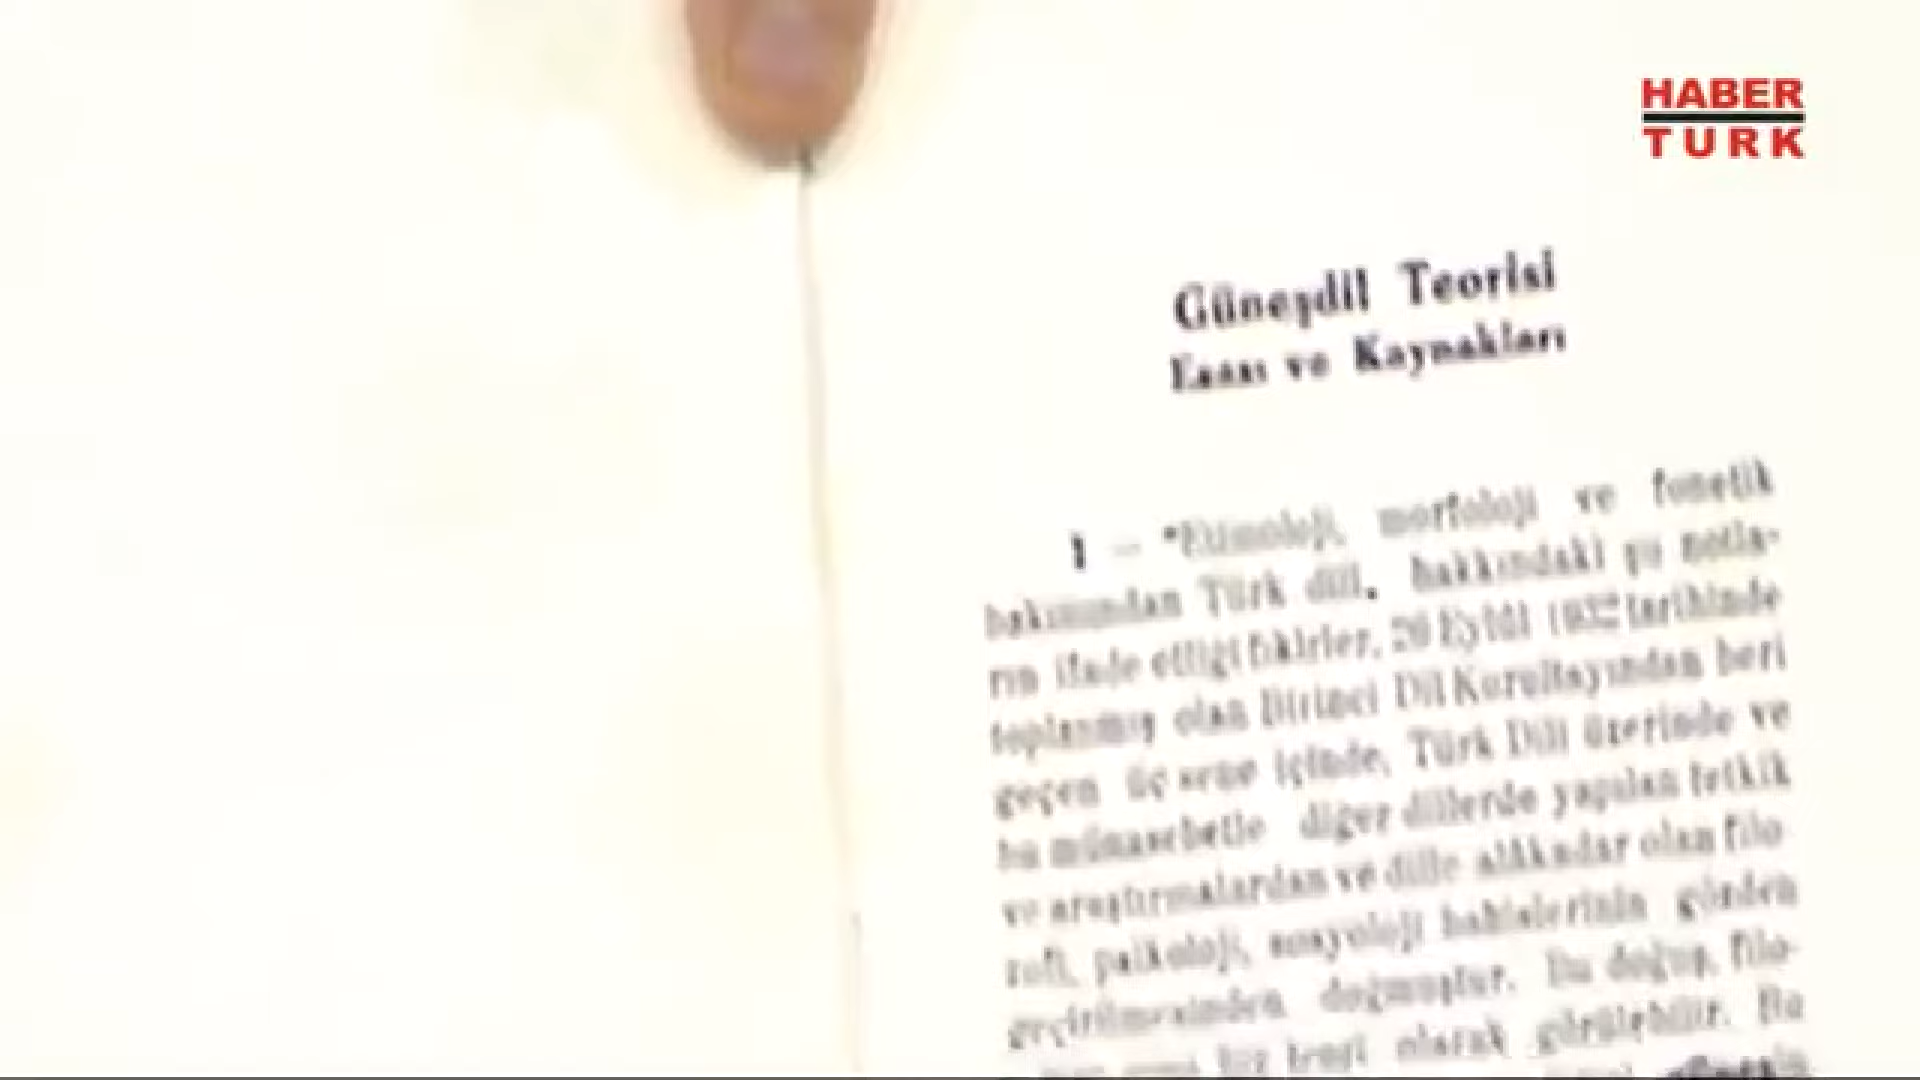 HABER
TURK
Güneşdil Teorisi
Esası ve Kaynakları
1 — "Etimoloji, morfoloji ve fonetik
bakımından Türk dili„ hakkındaki şu notla-
rın ifade ettiği fikirler, 26 Eylûl 1932 tarihinde
toplanmış olan Birinci Dil Kurultayından beri
geçen üç sene içinde, Türk Dili üzerinde ve
bu münasebetle diğer dillerde yapılan tetkik
ve araştırmalardan ve dille alâkadar olan filo
zofi, psikoloji, sosyoloji bahislerinin gözden
geçirilmesinden doğmuştur. Bu doğuş, filo-
olarak görülebilir. Bu